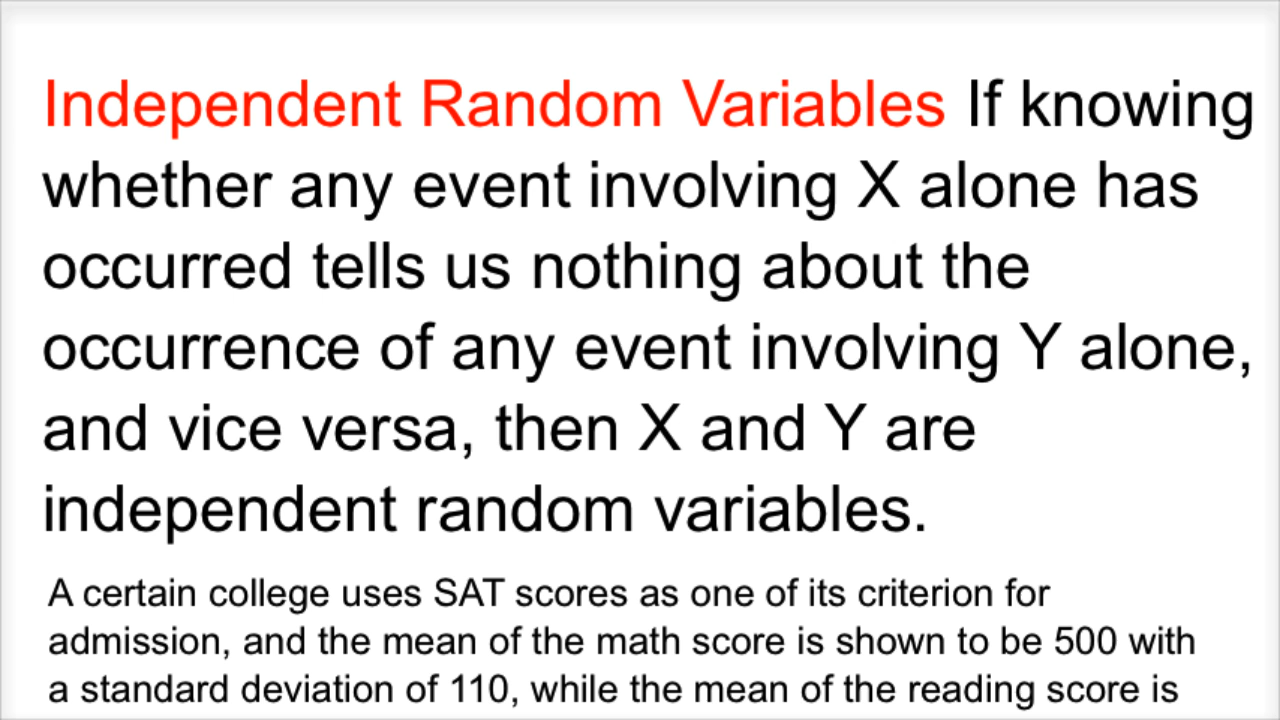 Independent Random Variables If knowing
whether any event involving X alone has
occurred tells us nothing about the
occurrence of any event involving Y alone,
and vice versa, then X and Y are
independent random variables.
A certain college uses SAT scores as one of its criterion for
admission, and the mean of the math score is shown to be 500 with
a standard deviation of 110, while the mean of the reading score is